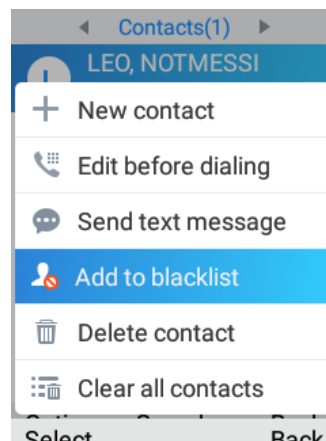 Contacts(1)
LEO, NOTMESSI
New contact
Edit before dialing
Send text message
Add to blacklist
Delete contact
Clear all contacts
Select Back